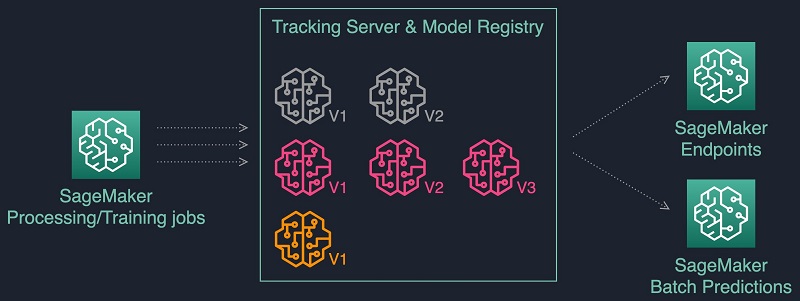 Tracking Server & Model Registry
V1
V2
V1
V2
V3
V1
SageMaker
Processing/Training jobs
SageMaker
Endpoints
SageMaker
Batch Predictions